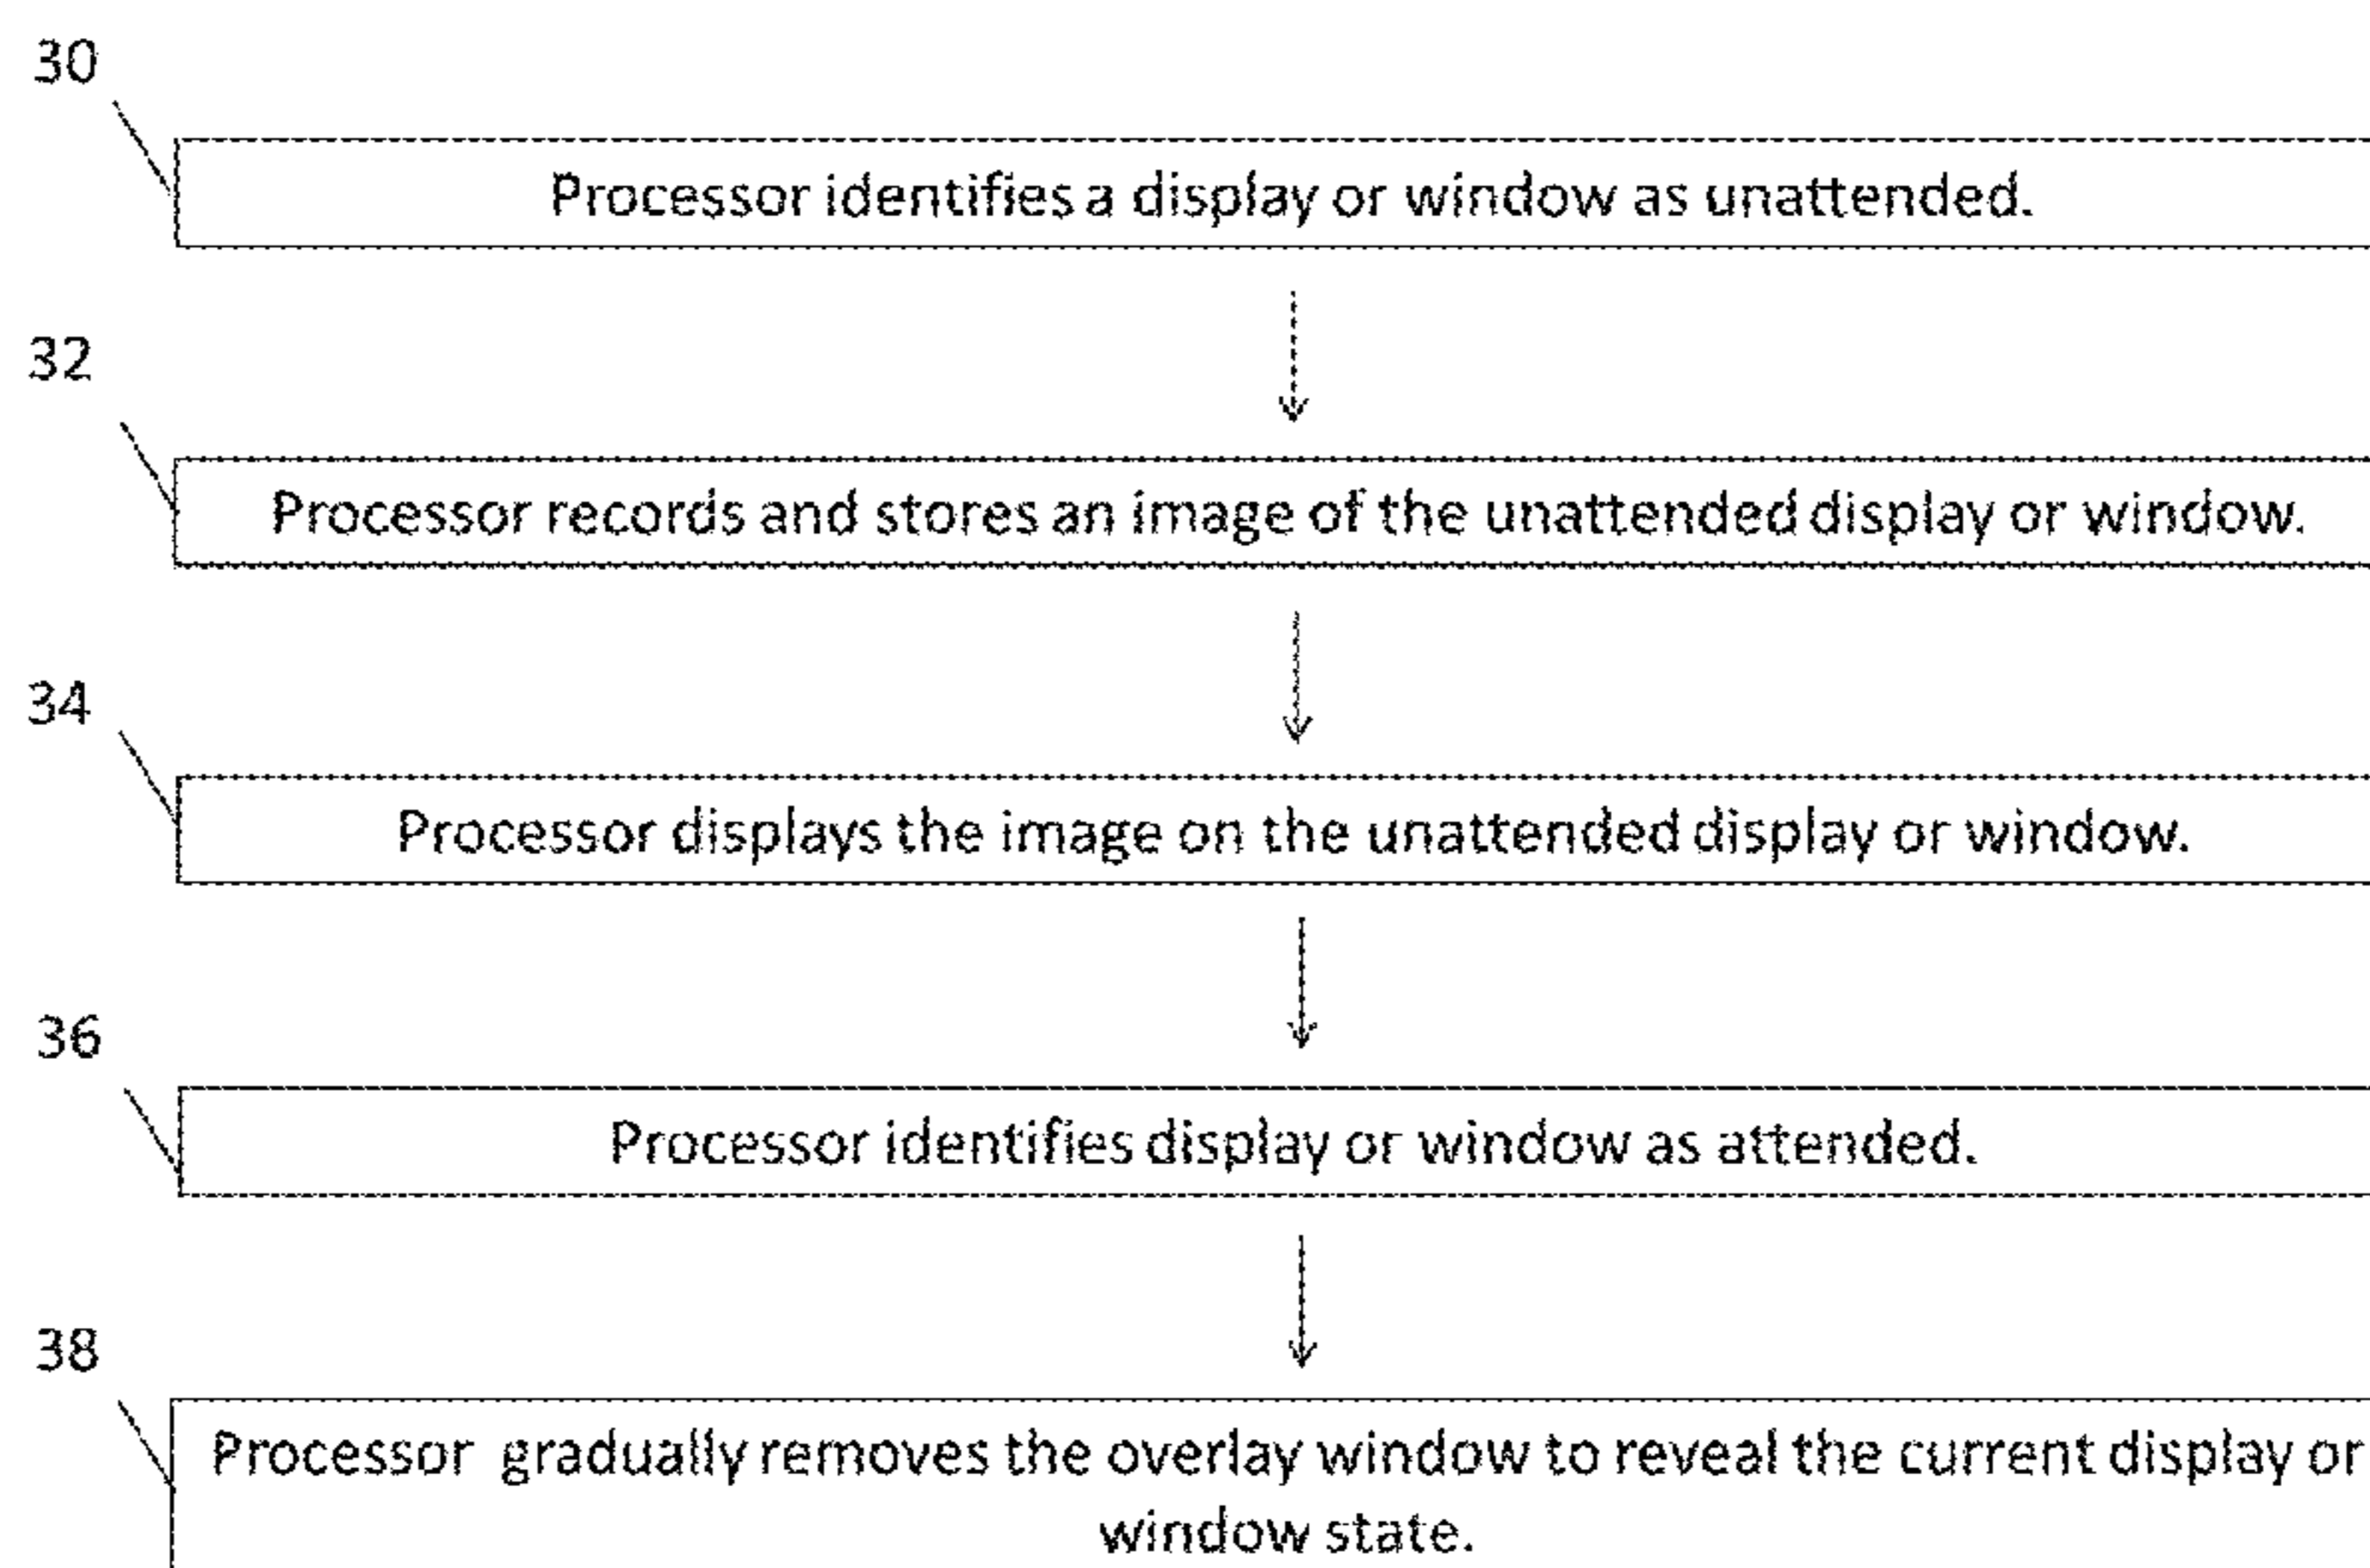 30
Processor identifies a display or window as unattended.
32
Processor records and stores an image of the unattended display or window.
34
Processor displays the image on the unattended display or window.
36
Processor identifies display or window as attended.
38
Processor gradually removes the overlay window to reveal the current display or
window state.